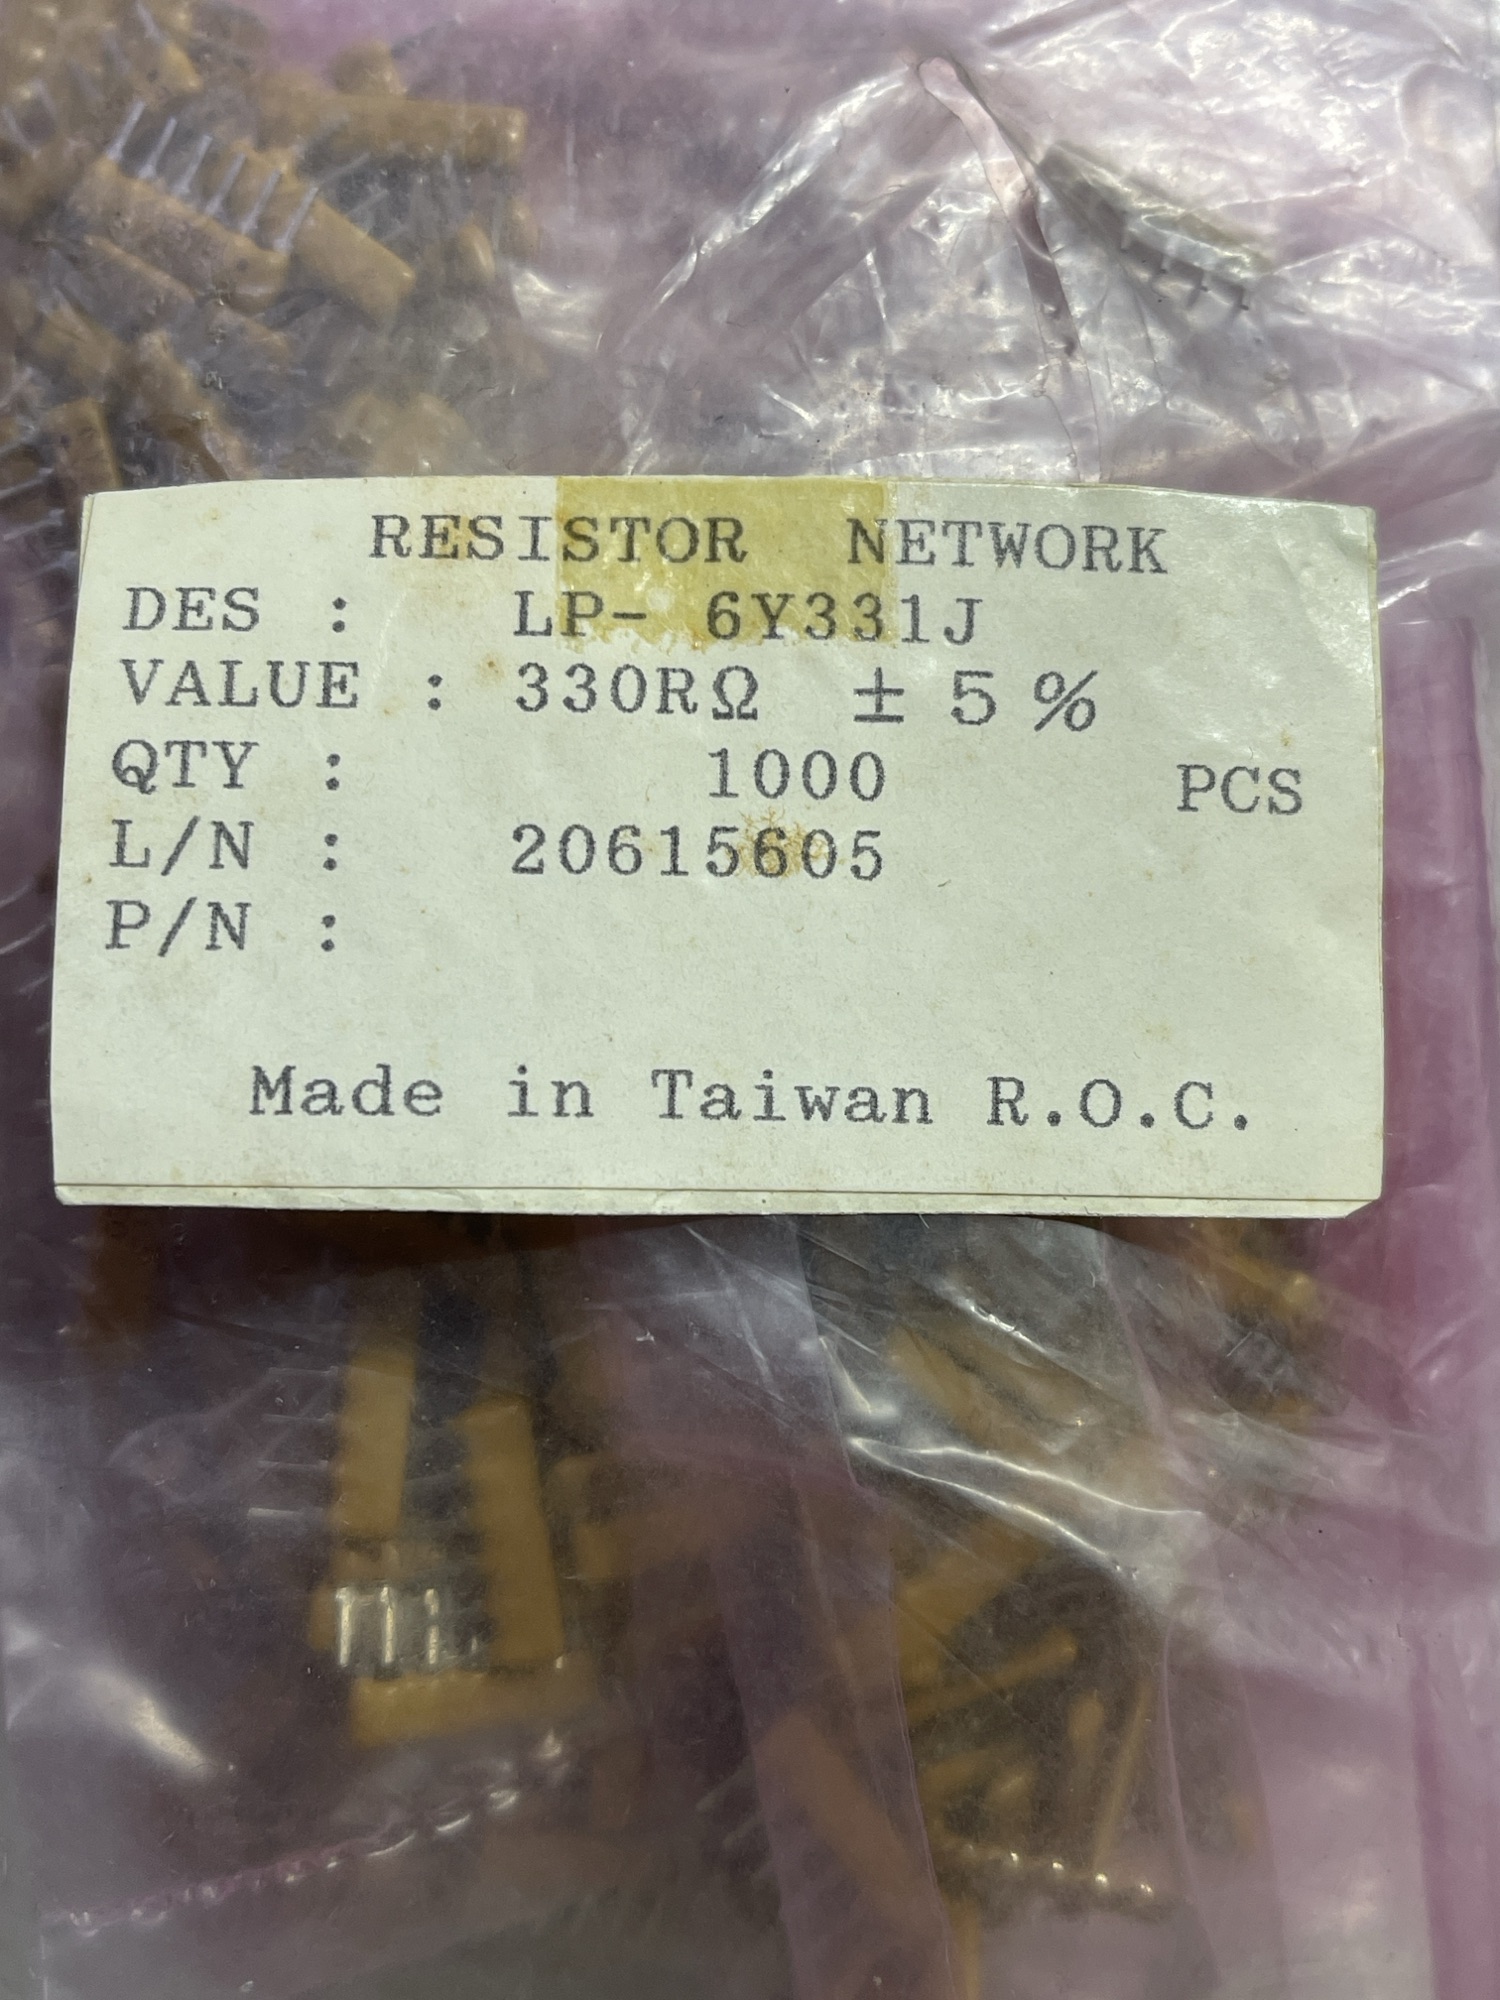 RESISTOR NETWORK
DES : LP- 6Y331J
VALUE : 330RΩ ± 5 %
QTY : 1000 PCS
L/N : 20615605
P/N :
Made in Taiwan R.O.C.